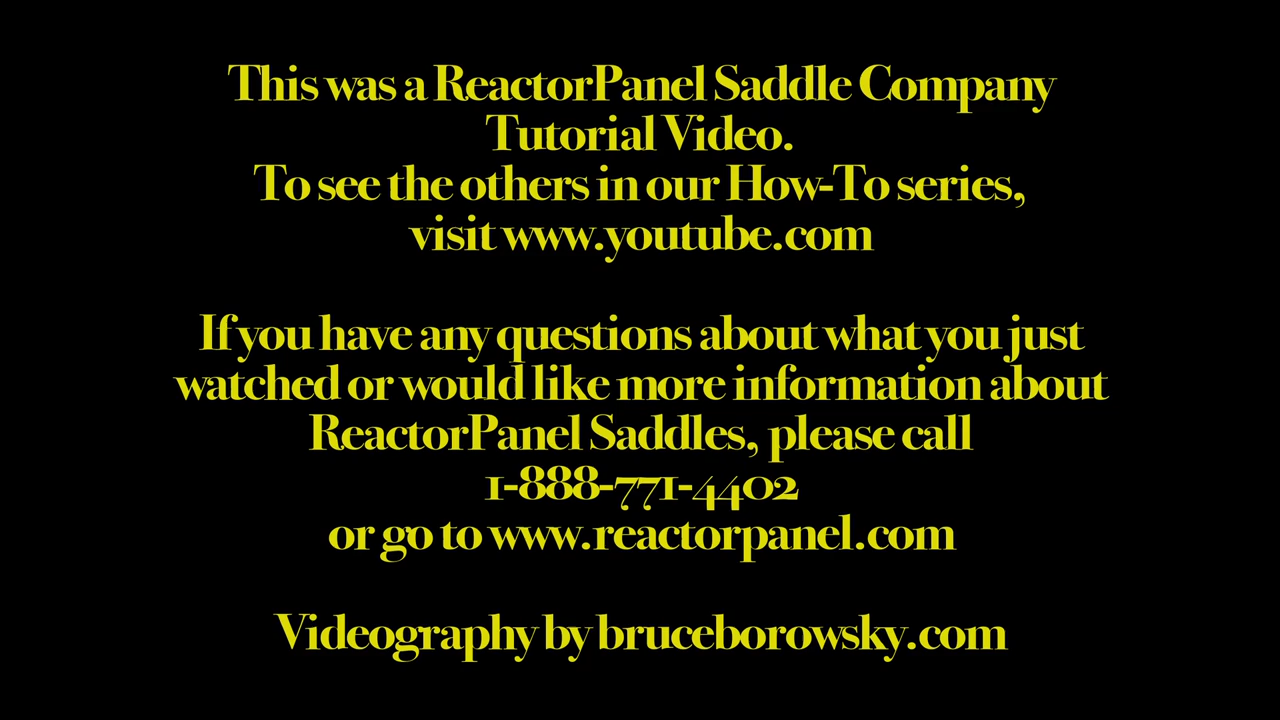 This was a ReactorPanel Saddle Company
Tutorial Video.
To see the others in our How-To series,
visit www.youtube.com
If you have any questions about what you just
watched or would like more information about
ReactorPanel Saddles, please call
1-888-771-4402
or go to www.reactorpanel.com
Videography by bruceborowsky.com